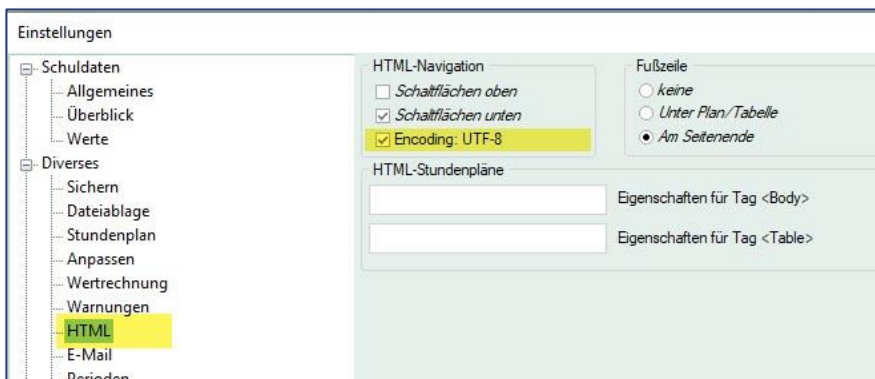 Einstellungen
Schuldaten
Allgemeines
Überblick
Werte
Diverses
Sichern
Dateiablage
Stundenplan
Anpassen
Wertrechnung
Warnungen
HTML
E-Mail
Perioden
HTML-Navigation
Schaltflächen oben
Schaltflächen unten
Encoding: UTF-8
Fußzeile
keine
Unter Plan/Tabelle
Am Seitenende
HTML-Stundenpläne
Eigenschaften für Tag <Body>
Eigenschaften für Tag <Table>